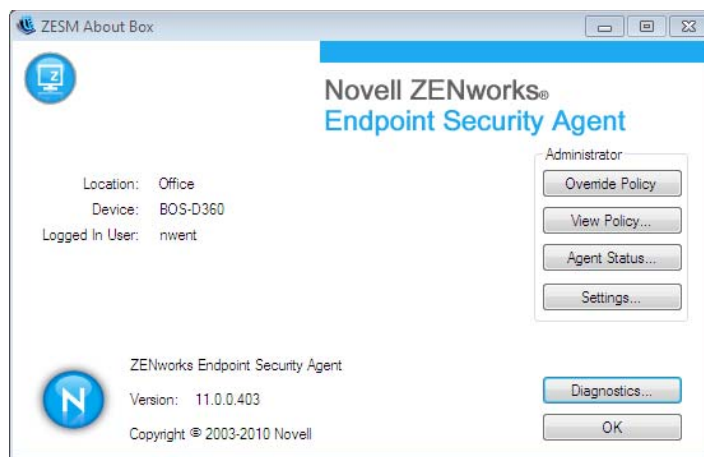 ZESM About Box
Z
Novell ZENworks®
Endpoint Security Agent
Location: Office
Device: BOS-D360
Logged In User: nwent
Administrator
Override Policy
View Policy...
Agent Status...
Settings...
N
ZENworks Endpoint Security Agent
Version: 11.0.0.403
Copyright © 2003-2010 Novell
Diagnostics...
OK